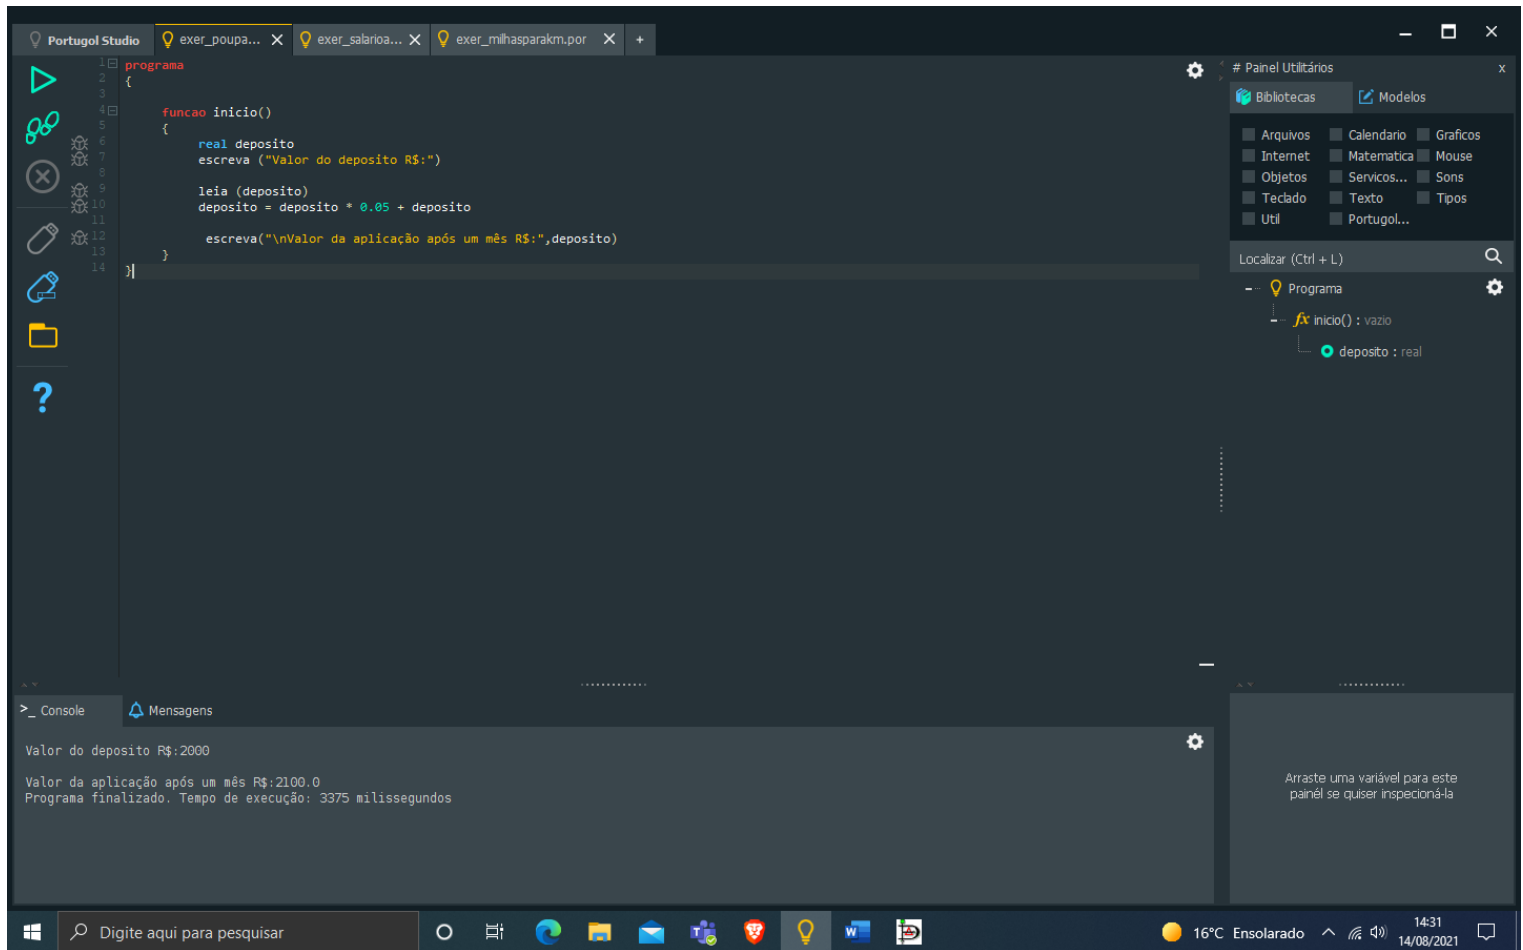 Portugol Studio exer_poupa... exer_salarioa... exer_milhasparakm.por +
1 programa
2 {
3
4 funcao inicio()
5 {
6 real deposito
7 escreva ("Valor do deposito R$:")
8
9 leia (deposito)
10 deposito = deposito * 0.05 + deposito
11
12 escreva("\nValor da aplicação após um mês R$:",deposito)
13 }
14 }
# Painel Utilitários x
Bibliotecas Modelos
Arquivos Calendario Graficos
Internet Matematica Mouse
Objetos Servicos... Sons
Teclado Texto Tipos
Util Portugol...
Localizar (Ctrl + L)
Programa
fx inicio() : vazio
deposito : real
>_ Console Mensagens
Valor do deposito R$:2000
Valor da aplicação após um mês R$:2100.0
Programa finalizado. Tempo de execução: 3375 milissegundos
Arraste uma variável para este
painél se quiser inspecioná-la
Digite aqui para pesquisar
16°C Ensolarado
14:31
14/08/2021